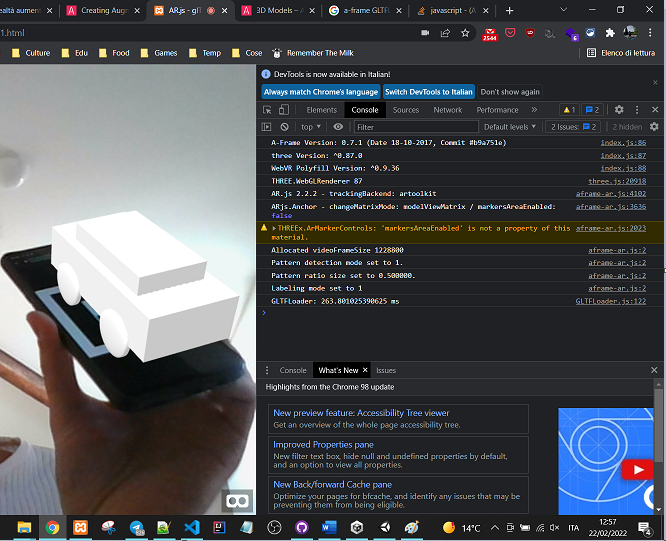 ealtà aument
Creating Augm
ARjs - glT
3D Models – A
a-frame GLTF
javascript - (A
1.html
2544
6
Culture
Edu
Food
Games
Temp
Cose
Remember The Milk
Elenco di lettura
DevTools is now available in Italian!
Always match Chrome's language
Switch DevTools to Italian
Don't show again
Elements
Console
Sources
Network
Performance
1
2
top
Filter
Default levels
2 Issues:
2
2 hidden
A-Frame Version: 0.7.1 (Date 18-10-2017, Commit #b9a751e)
index.js:86
three Version: ^0.87.0
index.js:87
WebVR Polyfill Version: ^0.9.36
index.js:88
THREE.WebGLRenderer 87
three.js:20918
AR.js 2.2.2 - trackingBackend: artoolkit
aframe-ar.js:4102
ARjs.Anchor - changeMatrixMode: modelViewMatrix / markersAreaEnabled:
aframe-ar.js:3636
false
THREEx.ArMarkerControls: 'markersAreaEnabled' is not a property of this
aframe-ar.js:2023
material.
Allocated videoFrameSize 1228800
aframe-ar.js:2
Pattern detection mode set to 1.
aframe-ar.js:2
Pattern ratio size set to 0.500000.
aframe-ar.js:2
Labeling mode set to 1
aframe-ar.js:2
GLTFLoader: 263.801025390625 ms
GLTFLoader.js:122
Console
What's New
Issues
Highlights from the Chrome 98 update
New preview feature: Accessibility Tree viewer
Get an overview of the whole page accessibility tree.
Improved Properties pane
New filter text box, hide null and undefined properties by default,
and an option to view all properties.
New Back/forward Cache pane
Optimize your pages for bfcache, and identify any issues that may be
preventing them from being eligible.
14°C
ITA
12:57
22/02/2022
4